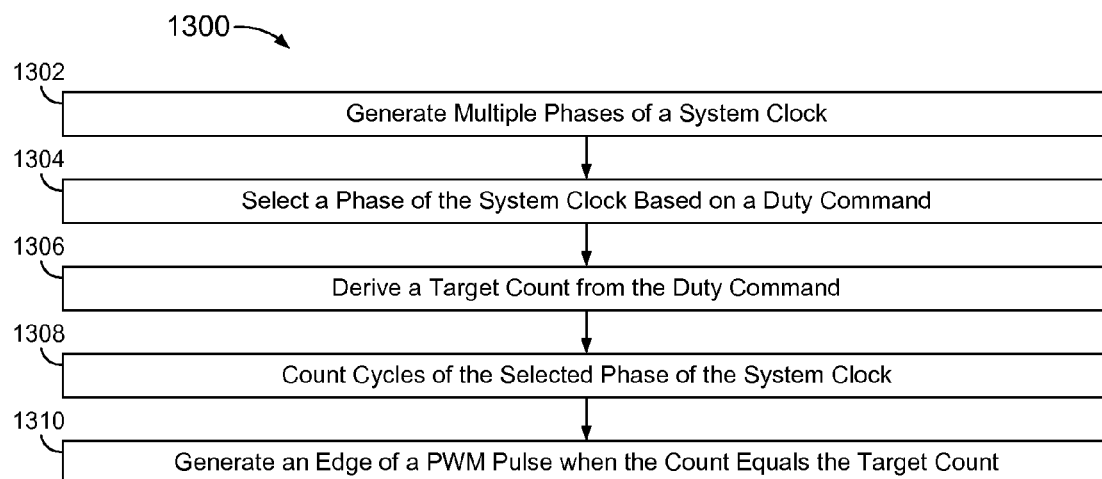 1300
1302
Generate Multiple Phases of a System Clock
1304
Select a Phase of the System Clock Based on a Duty Command
1306
Derive a Target Count from the Duty Command
1308
Count Cycles of the Selected Phase of the System Clock
1310
Generate an Edge of a PWM Pulse when the Count Equals the Target Count